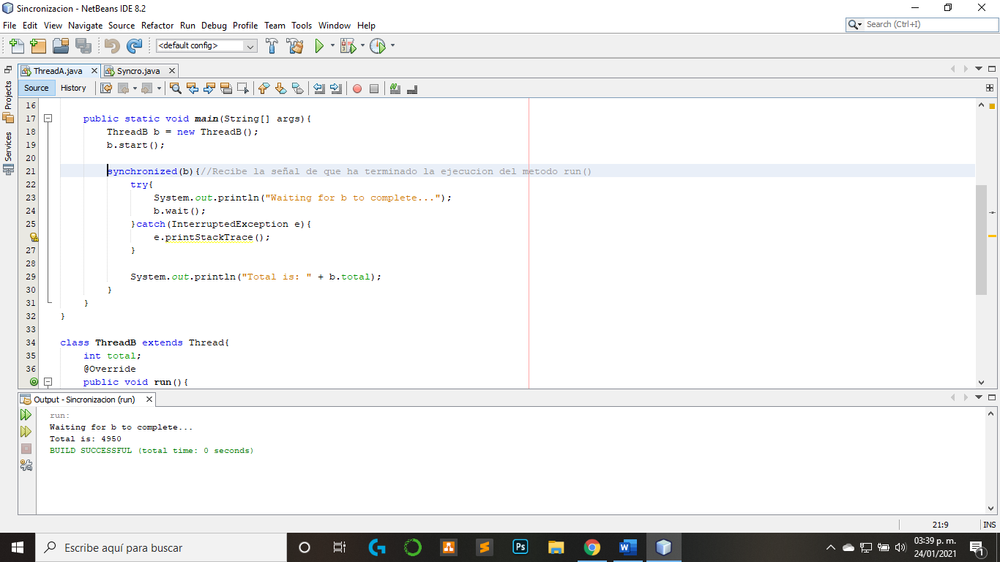 Sincronizacion - NetBeans IDE 8.2
File Edit View Navigate Source Refactor Run Debug Profile Team Tools Window Help
Search (Ctrl+I)
<default config>
ThreadA.java
Syncro.java
Projects
Services
Source History
16
17 public static void main(String[] args){
18 ThreadB b = new ThreadB();
19 b.start();
20
21 synchronized(b){//Recibe la señal de que ha terminado la ejecucion del metodo run()
22 try{
23 System.out.println("Waiting for b to complete...");
24 b.wait();
25 }catch(InterruptedException e){
e.printStackTrace();
27 }
28
29 System.out.println("Total is: " + b.total);
30 }
31 }
32 }
33
34 class ThreadB extends Thread{
35 int total;
36 @Override
public void run(){
Output - Sincronizacion (run)
run:
Waiting for b to complete...
Total is: 4950
BUILD SUCCESSFUL (total time: 0 seconds)
21:9 INS
Escribe aquí para buscar
Ps
03:39 p. m.
24/01/2021
1